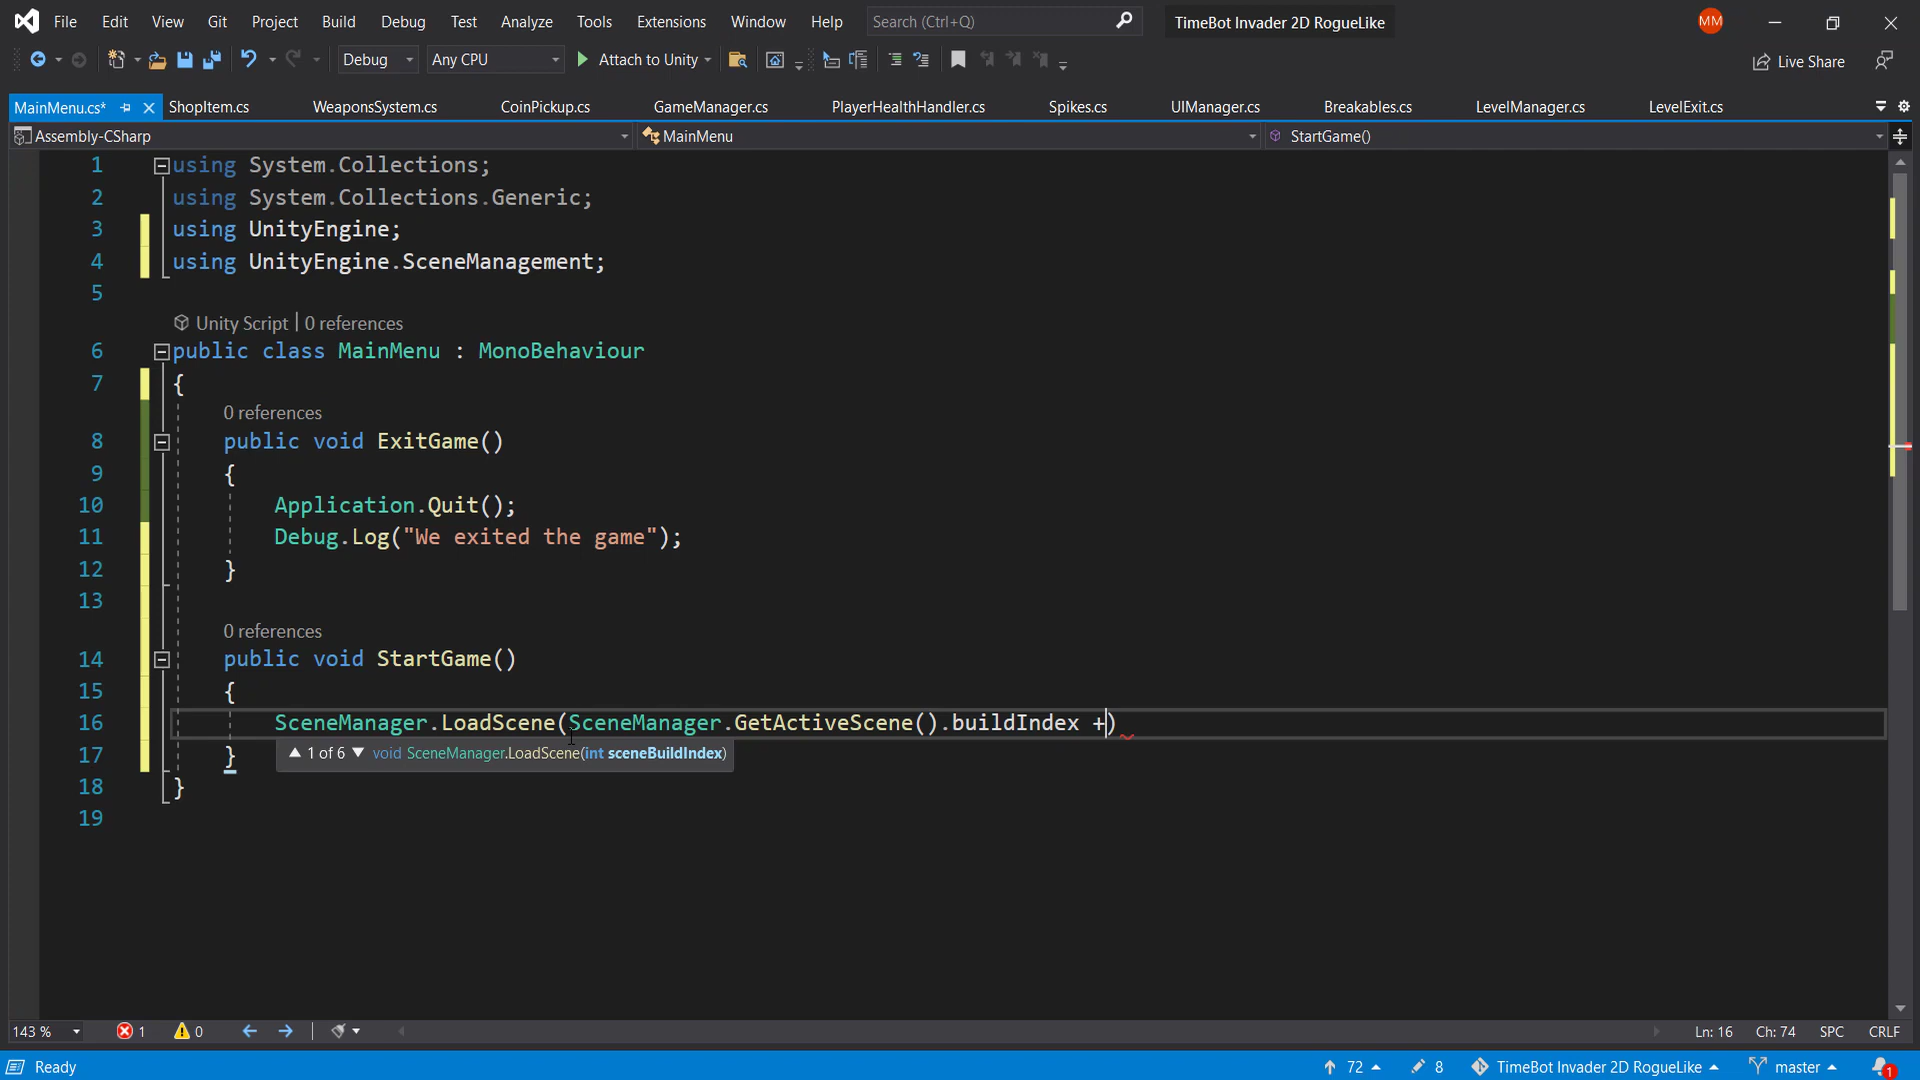 File Edit View Git Project Build Debug Test Analyze Tools Extensions Window Help Search (Ctrl+Q) TimeBot Invader 2D RogueLike MM
Debug Any CPU Attach to Unity Live Share
MainMenu.cs* ShopItem.cs WeaponsSystem.cs CoinPickup.cs GameManager.cs PlayerHealthHandler.cs Spikes.cs UIManager.cs Breakables.cs LevelManager.cs LevelExit.cs
Assembly-CSharp MainMenu StartGame()
1 using System.Collections;
2 using System.Collections.Generic;
3 using UnityEngine;
4 using UnityEngine.SceneManagement;
5
Unity Script | 0 references
6 public class MainMenu : MonoBehaviour
7 {
0 references
8 public void ExitGame()
9 {
10 Application.Quit();
11 Debug.Log("We exited the game");
12 }
13
0 references
14 public void StartGame()
15 {
16 SceneManager.LoadScene(SceneManager.GetActiveScene().buildIndex +)
17 } ▲ 1 of 6 ▼ void SceneManager.LoadScene(int sceneBuildIndex)
18 }
19
143 % 1 0 Ln: 16 Ch: 74 SPC CRLF
Ready 72 8 TimeBot Invader 2D RogueLike master 1